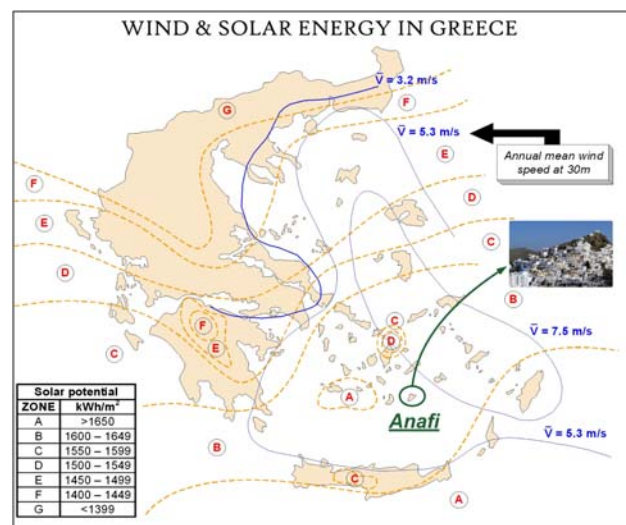 WIND & SOLAR ENERGY IN GREECE
V̄ = 3.2 m/s
G
F
V̄ = 5.3 m/s
Annual mean wind
speed at 30m
E
F
D
E
C
D
B
C
F
D
V̄ = 7.5 m/s
E
C
A
Anafi
Solar potential
ZONE kWh/m²
A >1650
B 1600 – 1649
C 1550 – 1599
D 1500 – 1549
E 1450 – 1499
F 1400 – 1449
G <1399
B
V̄ = 5.3 m/s
C
A